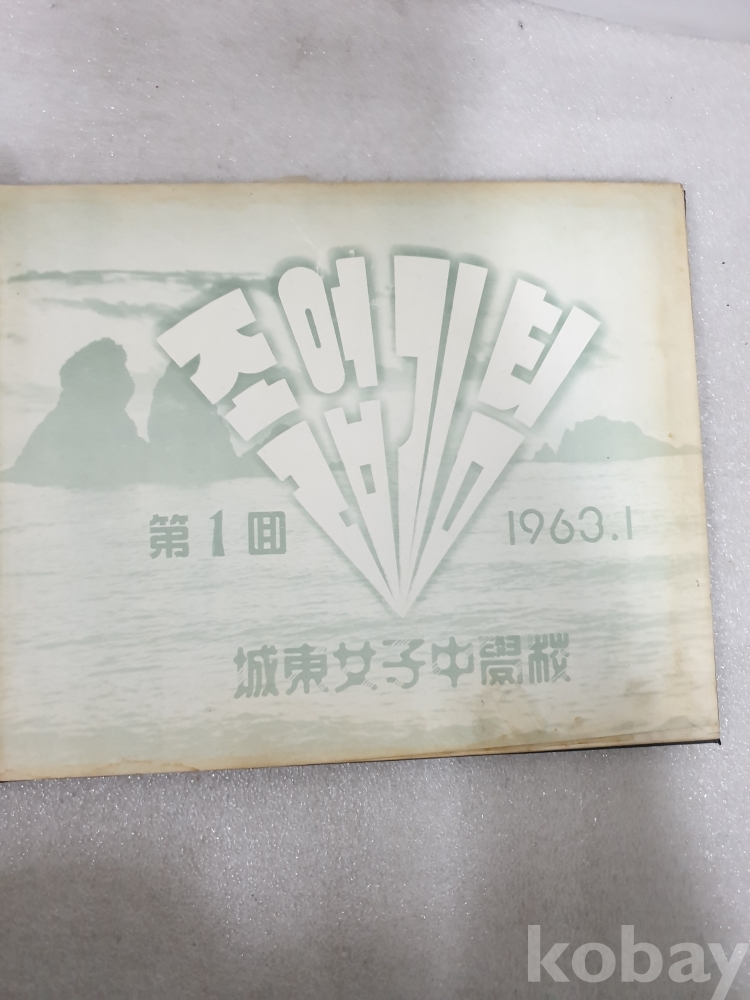 졸업기념
第1回 1963.1
城東女子中學校
kobay